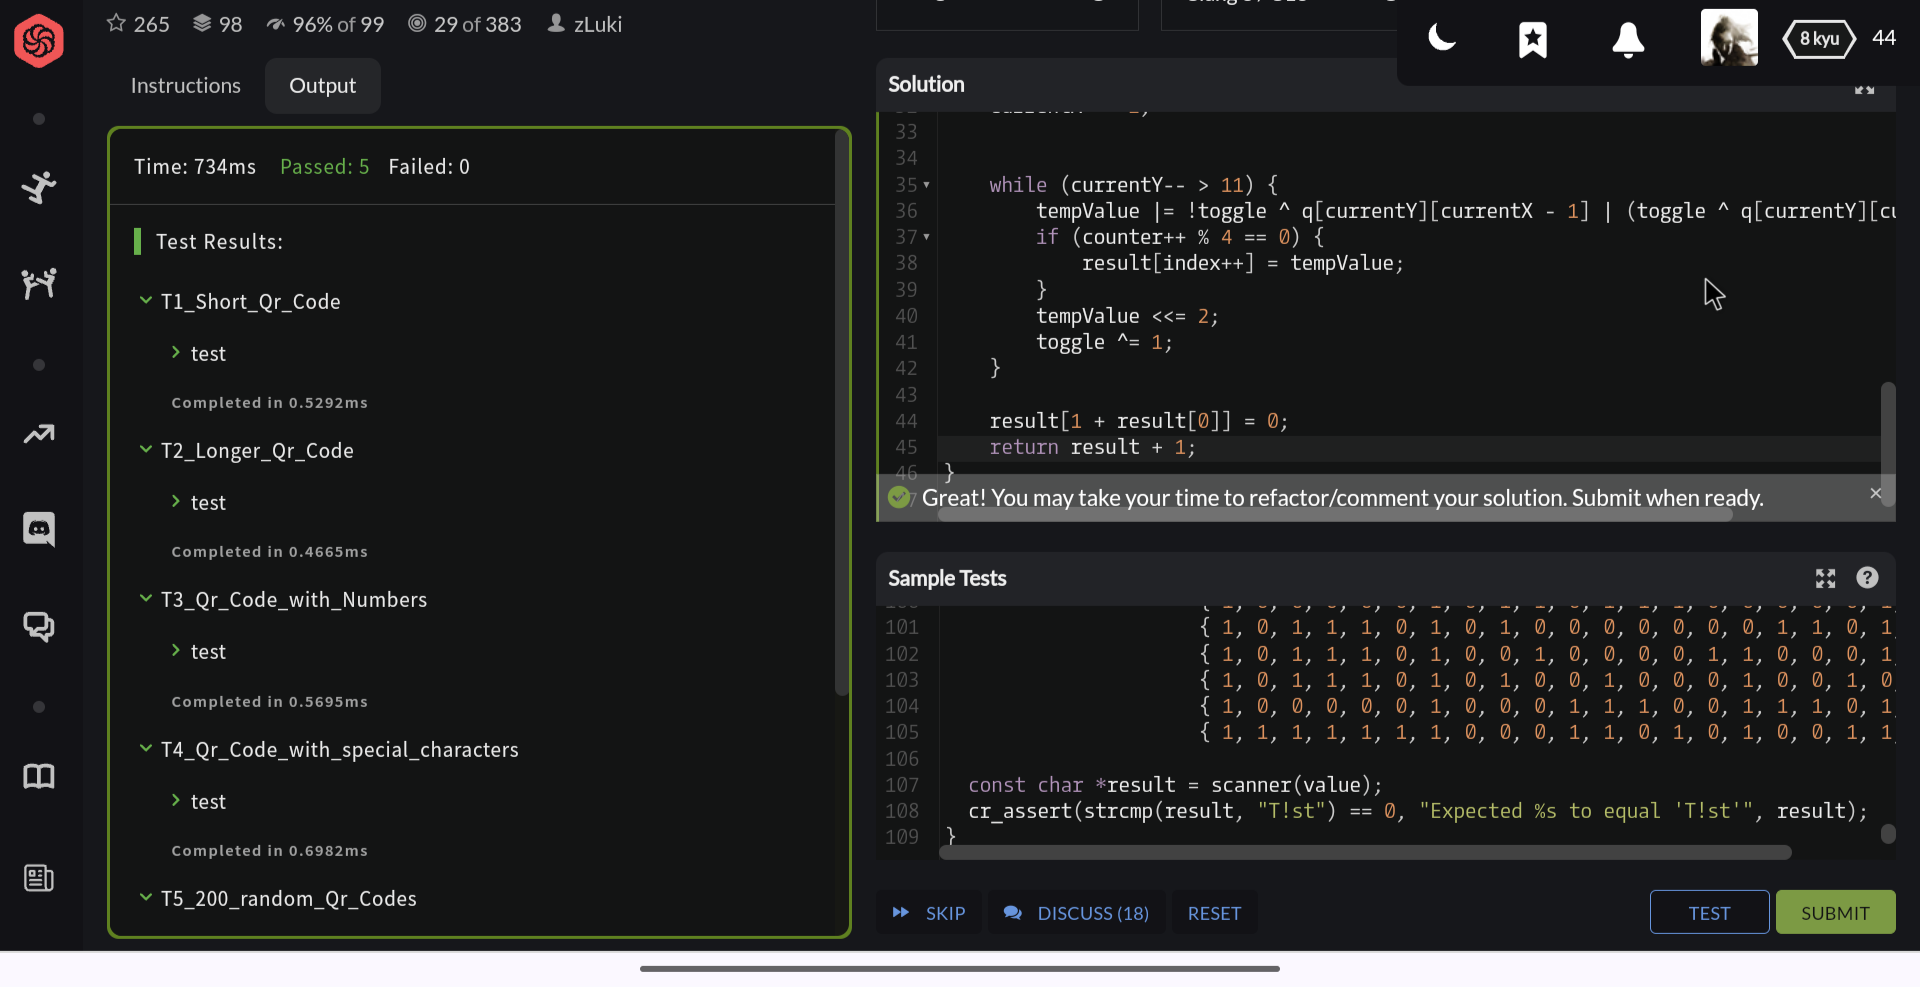 265 98 96% of 99 29 of 383 zLuki
8 kyu 44
Instructions Output
Time: 734ms Passed: 5 Failed: 0
Test Results:
T1_Short_Qr_Code
test
Completed in 0.5292ms
T2_Longer_Qr_Code
test
Completed in 0.4665ms
T3_Qr_Code_with_Numbers
test
Completed in 0.5695ms
T4_Qr_Code_with_special_characters
test
Completed in 0.6982ms
T5_200_random_Qr_Codes
Solution
33
34
35 while (currentY-- > 11) {
36 tempValue |= !toggle ^ q[currentY][currentX - 1] | (toggle ^ q[currentY][cu
37 if (counter++ % 4 == 0) {
38 result[index++] = tempValue;
39 }
40 tempValue <<= 2;
41 toggle ^= 1;
42 }
43
44 result[1 + result[0]] = 0;
45 return result + 1;
46 }
Great! You may take your time to refactor/comment your solution. Submit when ready.
Sample Tests
101 { 1, 0, 1, 1, 1, 0, 1, 0, 1, 0, 0, 0, 0, 0, 0, 0, 1, 1, 0, 1,
102 { 1, 0, 1, 1, 1, 0, 1, 0, 0, 1, 0, 0, 0, 0, 1, 1, 0, 0, 0, 1,
103 { 1, 0, 1, 1, 1, 0, 1, 0, 1, 0, 0, 1, 0, 0, 0, 1, 0, 0, 1, 0,
104 { 1, 0, 0, 0, 0, 0, 1, 0, 0, 0, 1, 1, 1, 0, 0, 1, 1, 1, 0, 1,
105 { 1, 1, 1, 1, 1, 1, 1, 0, 0, 0, 1, 1, 0, 1, 0, 1, 0, 0, 1, 1,
106
107 const char *result = scanner(value);
108 cr_assert(strcmp(result, "T!st") == 0, "Expected %s to equal 'T!st'", result);
109 }
SKIP DISCUSS (18) RESET TEST SUBMIT